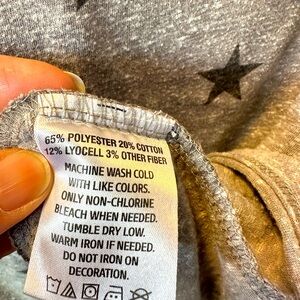 65% POLYESTER 20% COTTON
12% LYOCELL 3% OTHER FIBER
MACHINE WASH COLD
WITH LIKE COLORS.
ONLY NON-CHLORINE
BLEACH WHEN NEEDED.
TUMBLE DRY LOW.
WARM IRON IF NEEDED.
DO NOT IRON ON
DECORATION.